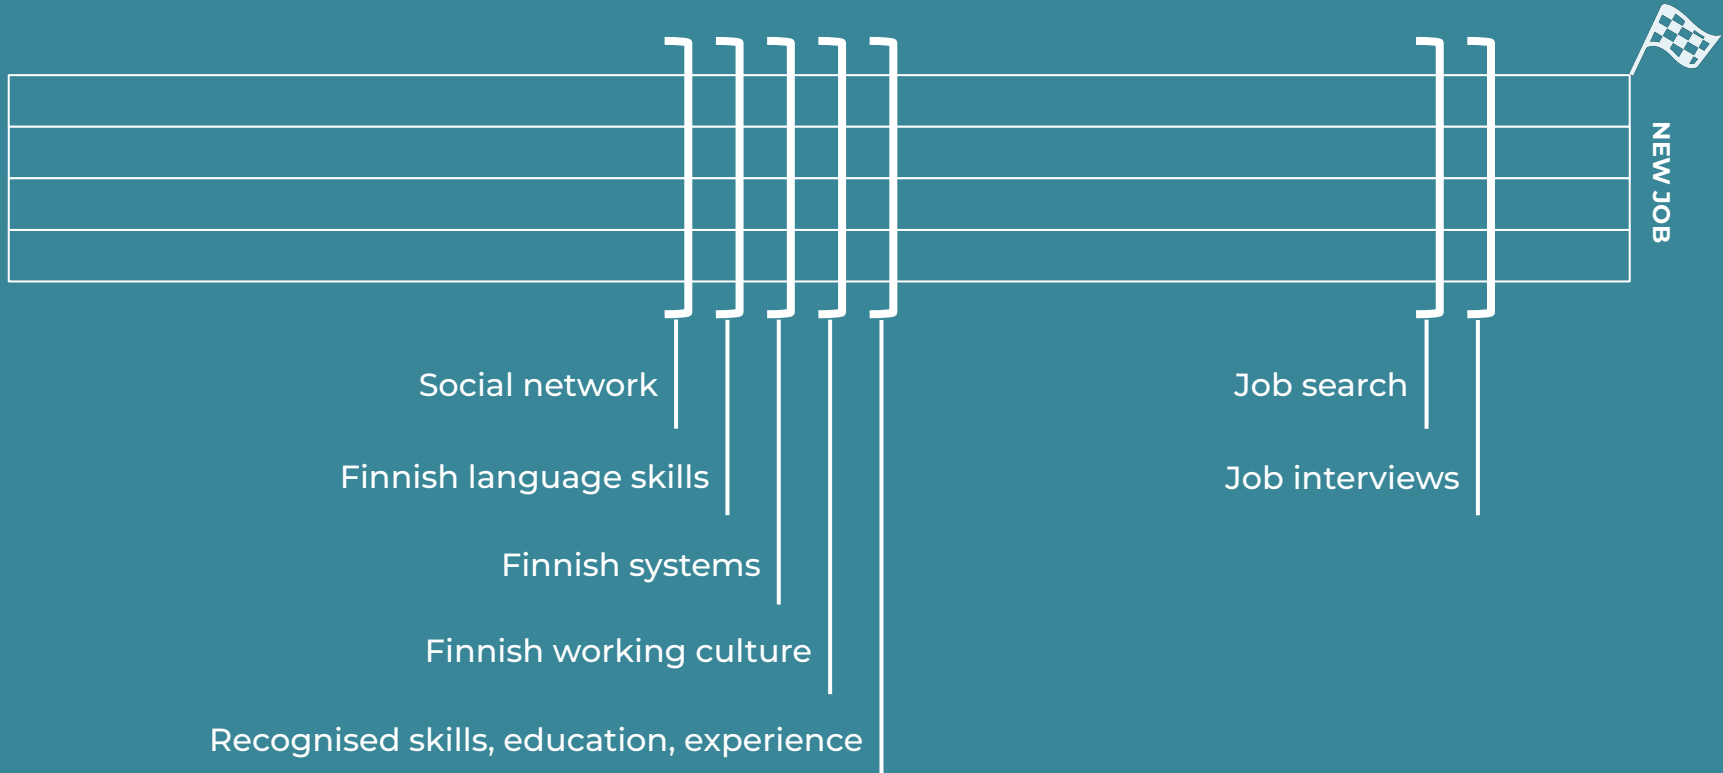 NEW JOB
Social network
Job search
Finnish language skills
Job interviews
Finnish systems
Finnish working culture
Recognised skills, education, experience